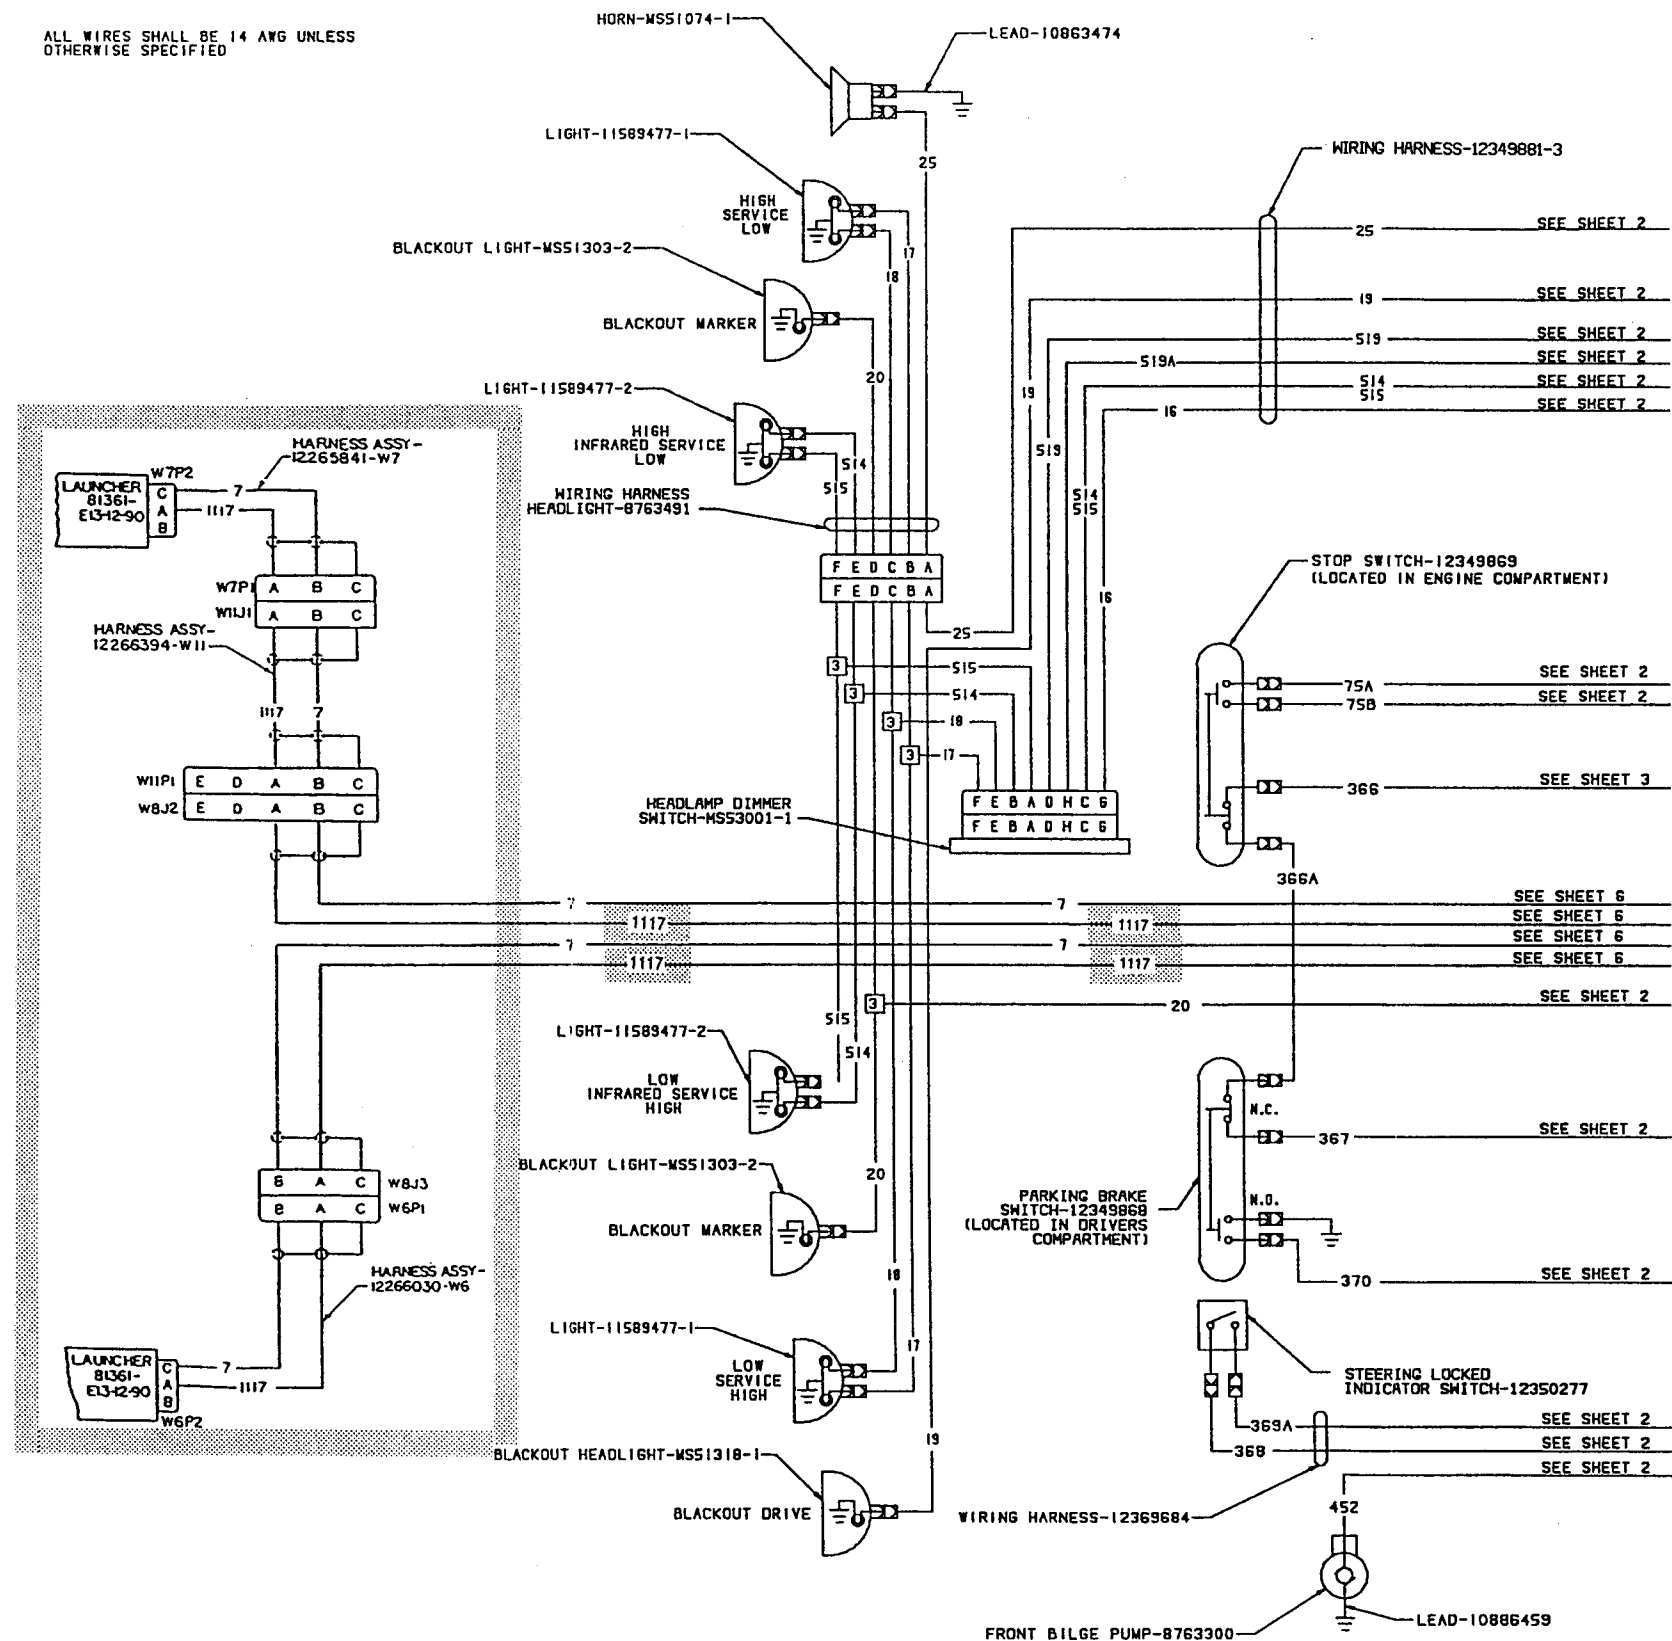 ALL WIRES SHALL BE 14 AWG UNLESS
OTHERWISE SPECIFIED
HORN-MS51074-1
LEAD-10863474
LIGHT-11589477-1
25
WIRING HARNESS-12349881-3
HIGH
SERVICE
LOW
17
18
25
SEE SHEET 2
BLACKOUT LIGHT-MS51303-2
BLACKOUT MARKER
20
19
SEE SHEET 2
519
SEE SHEET 2
519A
SEE SHEET 2
514
515
SEE SHEET 2
16
SEE SHEET 2
LIGHT-11589477-2
HIGH
INFRARED SERVICE
LOW
514
515
19
519
514
515
16
WIRING HARNESS
HEADLIGHT-8763491
F E D C B A
F E D C B A
HARNESS ASSY-
12265841-W7
W7P2
LAUNCHER
81361-
E13-12-90
C
A
B
7
1117
W7P1
A B C
W11J1
A B C
HARNESS ASSY-
12266394-W11
1117
7
W11P1
E D A B C
W8J2
E D A B C
25
3
515
3
514
3
18
3
17
STOP SWITCH-12349869
(LOCATED IN ENGINE COMPARTMENT)
75A
SEE SHEET 2
75B
SEE SHEET 2
366
SEE SHEET 3
366A
HEADLAMP DIMMER
SWITCH-MS53001-1
F E B A D H C G
F E B A D H C G
7
7
SEE SHEET 6
1117
1117
SEE SHEET 6
7
7
SEE SHEET 6
1117
1117
SEE SHEET 6
3
20
SEE SHEET 2
LIGHT-11589477-2
515
514
LOW
INFRARED SERVICE
HIGH
N.C.
367
SEE SHEET 2
BLACKOUT LIGHT-MS51303-2
20
BLACKOUT MARKER
PARKING BRAKE
SWITCH-12349868
(LOCATED IN DRIVERS
COMPARTMENT)
N.O.
370
SEE SHEET 2
B A C
W8J3
B A C
W6P1
HARNESS ASSY-
12266030-W6
18
17
LIGHT-11589477-1
LOW
SERVICE
HIGH
LAUNCHER
81361-
E13-12-90
C
A
B
W6P2
7
1117
STEERING LOCKED
INDICATOR SWITCH-12350277
369A
SEE SHEET 2
368
SEE SHEET 2
SEE SHEET 2
19
BLACKOUT HEADLIGHT-MS51318-1
BLACKOUT DRIVE
WIRING HARNESS-12369684
452
LEAD-10886459
FRONT BILGE PUMP-8763300